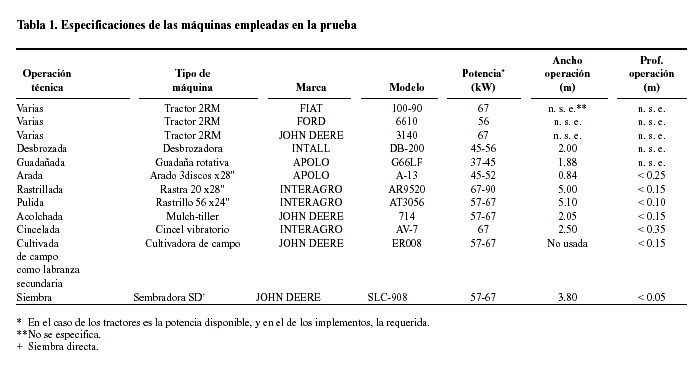 Tabla 1. Especificaciones de las máquinas empleadas en la prueba
Operación técnica Tipo de máquina Marca Modelo Potencia* (kW) Ancho operación (m) Prof. operación (m)
Varias Tractor 2RM FIAT 100-90 67 n. s. e.** n. s. e.
Varias Tractor 2RM FORD 6610 56 n. s. e. n. s. e.
Varias Tractor 2RM JOHN DEERE 3140 67 n. s. e. n. s. e.
Desbrozada Desbrozadora INTALL DB-200 45-56 2.00 n. s. e.
Guadañada Guadaña rotativa APOLO G66LF 37-45 1.88 n. s. e.
Arada Arado 3discos x28" APOLO A-13 45-52 0.84 < 0.25
Rastrillada Rastra 20 x28" INTERAGRO AR9520 67-90 5.00 < 0.15
Pulida Rastrillo 56 x24" INTERAGRO AT3056 57-67 5.10 < 0.10
Acolchada Mulch-tiller JOHN DEERE 714 57-67 2.05 < 0.15
Cincelada Cincel vibratorio INTERAGRO AV-7 67 2.50 < 0.35
Cultivada Cultivadora de campo JOHN DEERE ER008 57-67 No usada < 0.15
de campo
como labranza
secundaria
Siembra Sembradora SD+ JOHN DEERE SLC-908 57-67 3.80 < 0.05
* En el caso de los tractores es la potencia disponible, y en el de los implementos, la requerida.
**No se especifica.
+ Siembra directa.